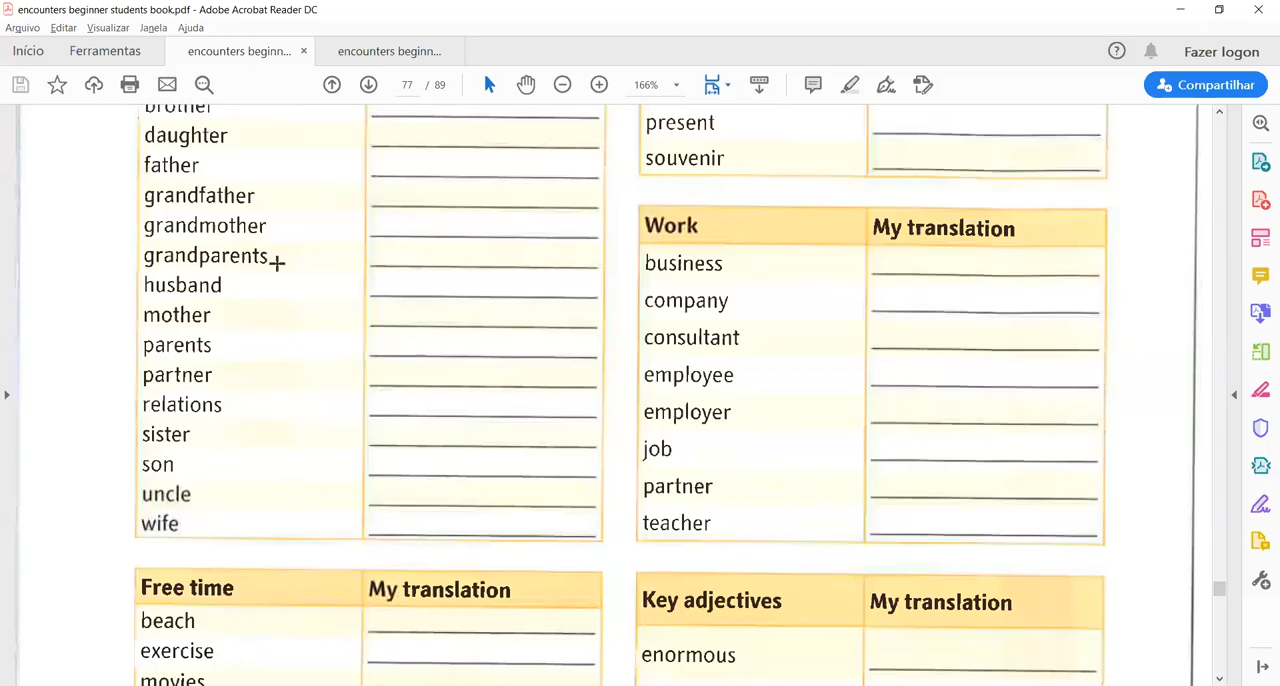 encounters beginner students book.pdf - Adobe Acrobat Reader DC
Arquivo Editar Visualizar Janela Ajuda
Início Ferramentas encounters beginn... × encounters beginn... Fazer logon
77 / 89 166% Compartilhar
brother
daughter
father
grandfather
grandmother
grandparents
husband
mother
parents
partner
relations
sister
son
uncle
wife
Free time My translation
beach
exercise
movies
present
souvenir
Work My translation
business
company
consultant
employee
employer
job
partner
teacher
Key adjectives My translation
enormous